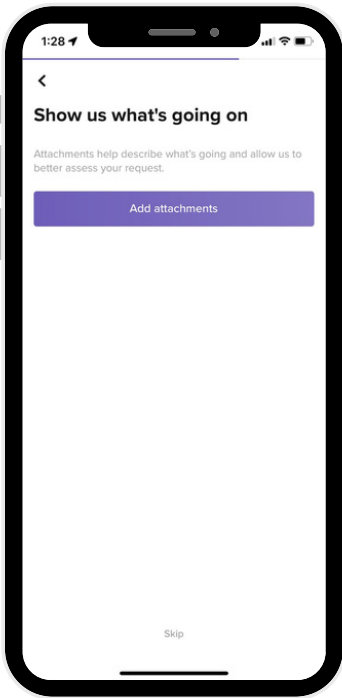 1:28
Show us what's going on
Attachments help describe what's going and allow us to
better assess your request.
Add attachments
Skip